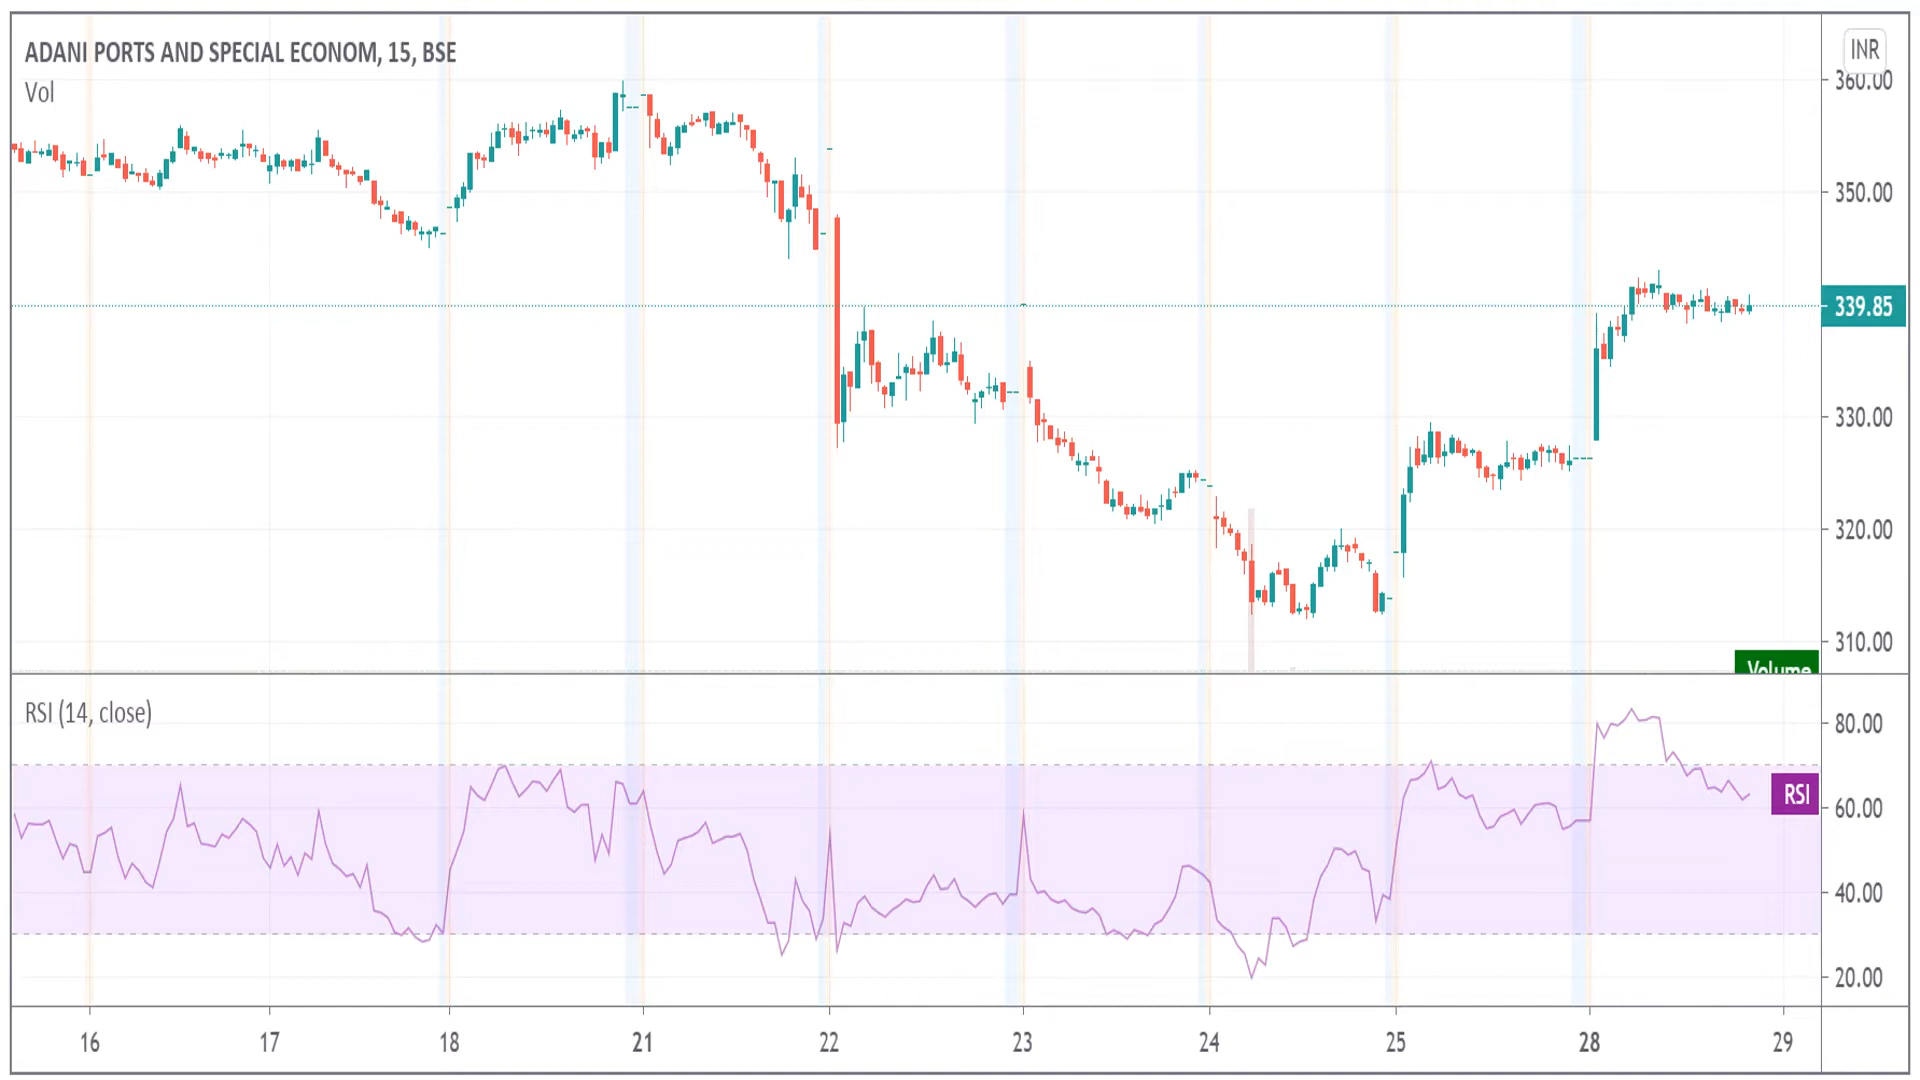 ADANI PORTS AND SPECIAL ECONOM, 15, BSE
Vol
INR
360.00
350.00
339.85
330.00
320.00
310.00
Volume
RSI (14, close)
80.00
RSI
60.00
40.00
20.00
16 17 18 21 22 23 24 25 28 29